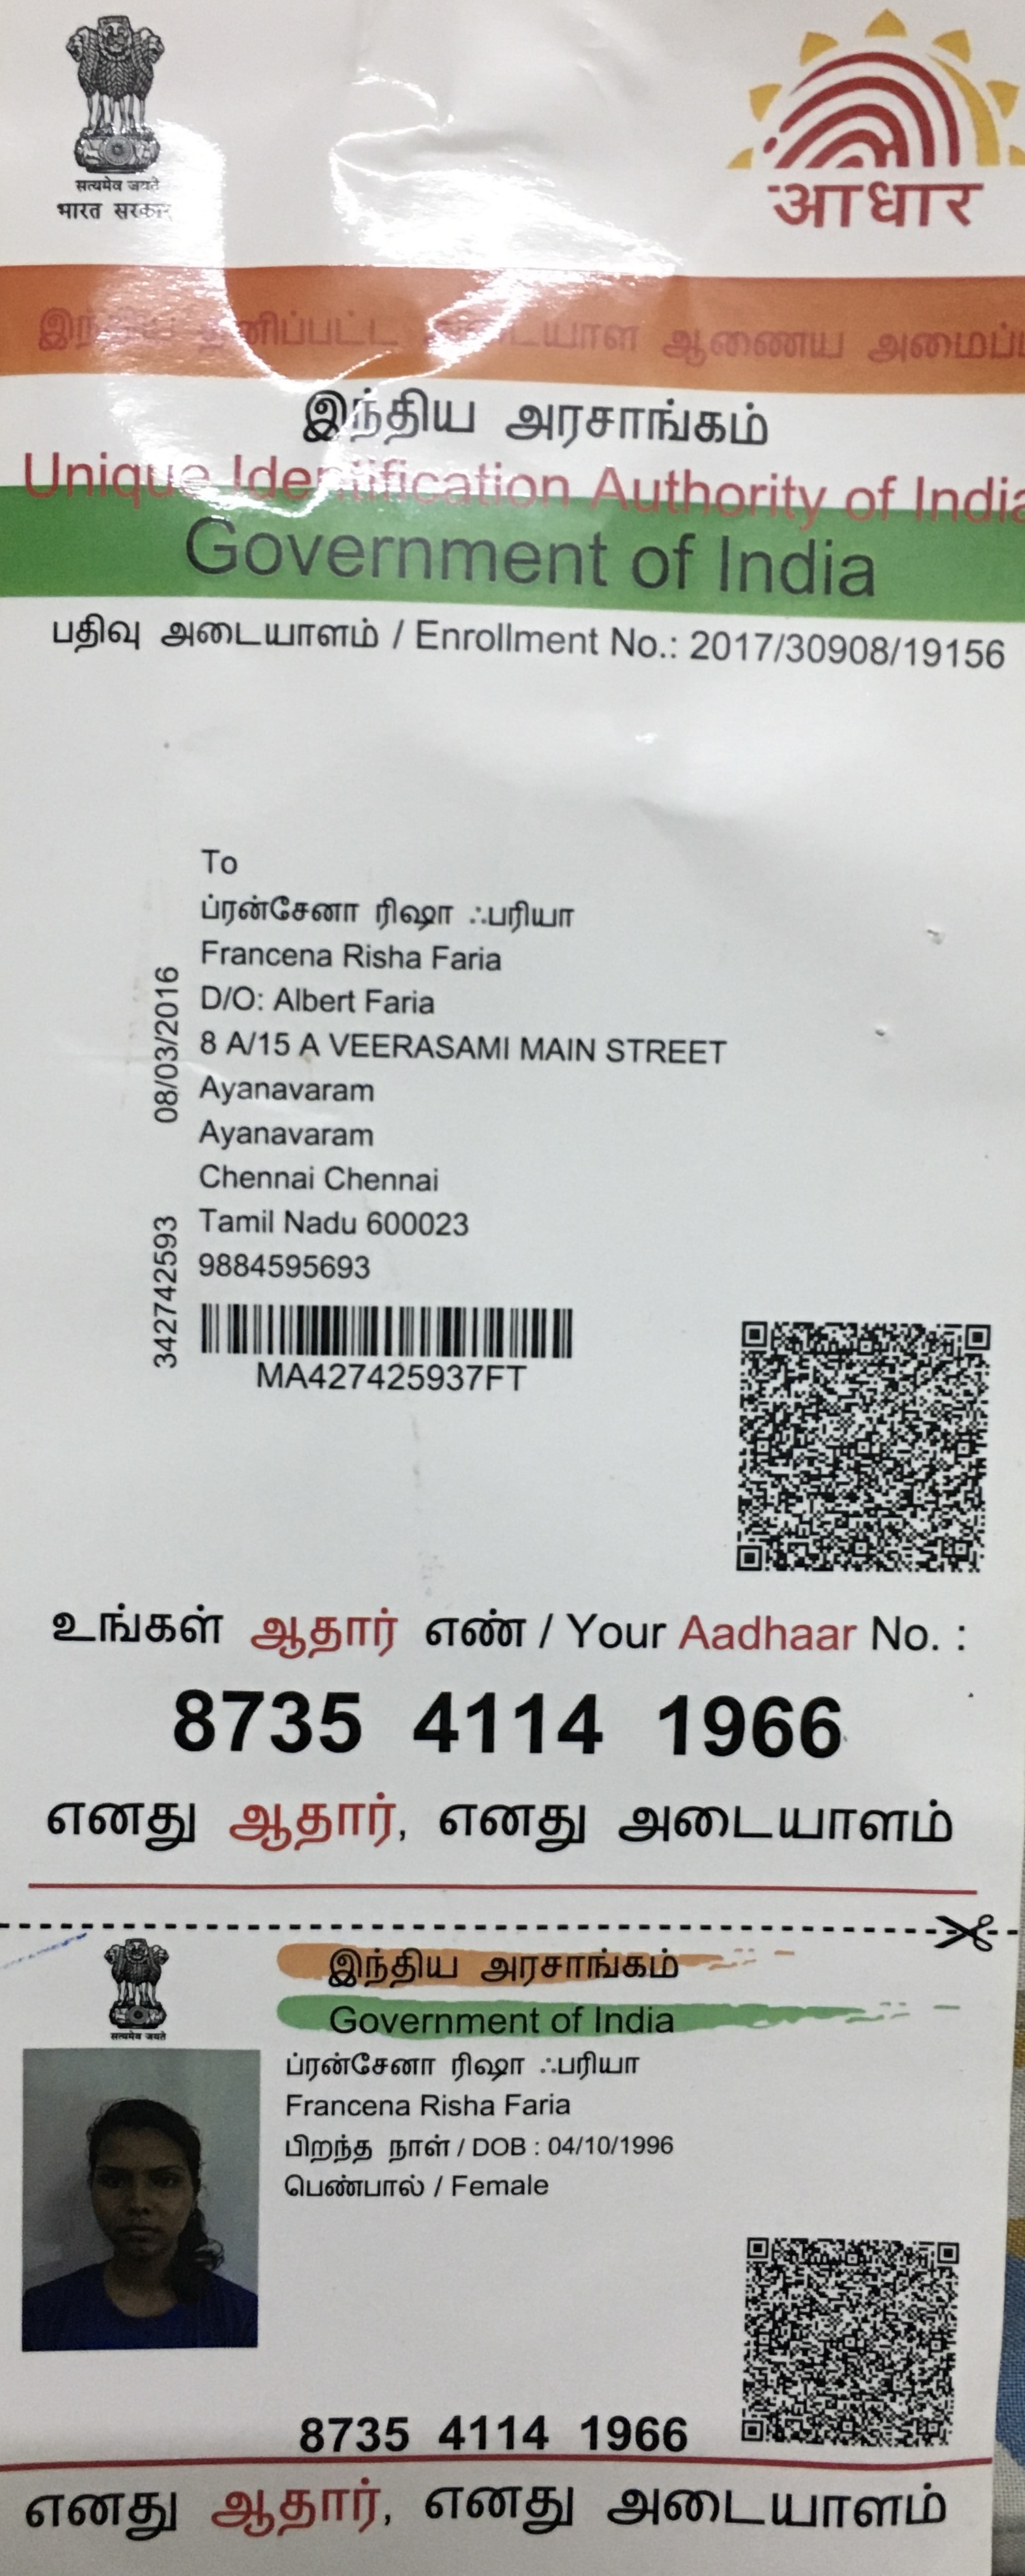 सत्यमेव जयते
भारत सरकार
आधार
இந்திய தனிப்பட்ட அடையாள ஆணைய
இந்திய அரசாங்கம்
Unique Identification Authority of India
Government of India
பதிவு அடையாளம் / Enrollment No.: 2017/30908/19156
To
ப்ரன்சேனா ரிஷா ஃபரியா
Francena Risha Faria
D/O: Albert Faria
8 A/15 A VEERASAMI MAIN STREET
Ayanavaram
Ayanavaram
Chennai Chennai
Tamil Nadu 600023
9884595693
08/03/2016
342742593
MA427425937FT
உங்கள் ஆதார் எண் / Your Aadhaar No. :
8735 4114 1966
எனது ஆதார், எனது அடையாளம்
सत्यमेव जयते
இந்திய அரசாங்கம்
Government of India
ப்ரன்சேனா ரிஷா ஃபரியா
Francena Risha Faria
பிறந்த நாள் / DOB : 04/10/1996
பெண்பால் / Female
8735 4114 1966
எனது ஆதார், எனது அடையாளம்